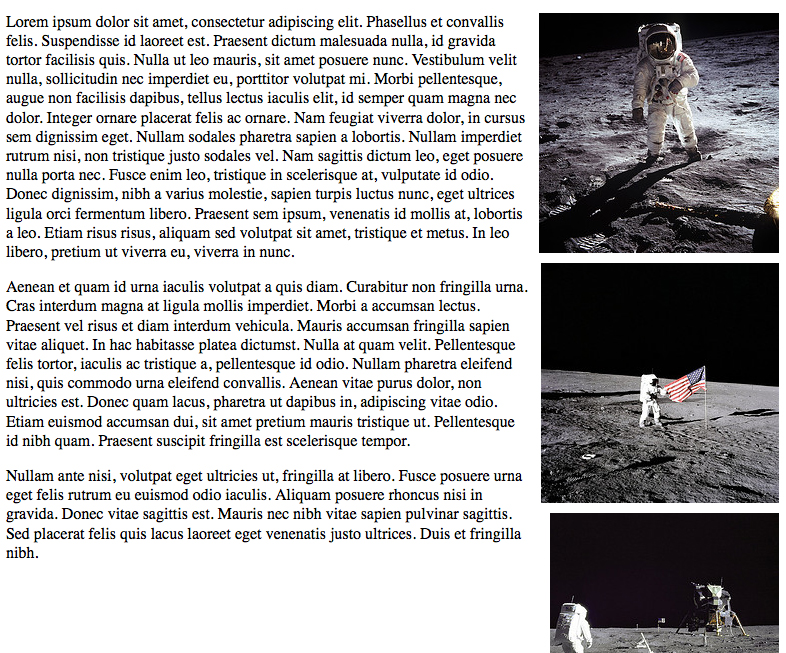 Lorem ipsum dolor sit amet, consectetur adipiscing elit. Phasellus et convallis
felis. Suspendisse id laoreet est. Praesent dictum malesuada nulla, id gravida
tortor facilisis quis. Nulla ut leo mauris, sit amet posuere nunc. Vestibulum velit
nulla, sollicitudin nec imperdiet eu, porttitor volutpat mi. Morbi pellentesque,
augue non facilisis dapibus, tellus lectus iaculis elit, id semper quam magna nec
dolor. Integer ornare placerat felis ac ornare. Nam feugiat viverra dolor, in cursus
sem dignissim eget. Nullam sodales pharetra sapien a lobortis. Nullam imperdiet
rutrum nisi, non tristique justo sodales vel. Nam sagittis dictum leo, eget posuere
nulla porta nec. Fusce enim leo, tristique in scelerisque at, vulputate id odio.
Donec dignissim, nibh a varius molestie, sapien turpis luctus nunc, eget ultrices
ligula orci fermentum libero. Praesent sem ipsum, venenatis id mollis at, lobortis
a leo. Etiam risus risus, aliquam sed volutpat sit amet, tristique et metus. In leo
libero, pretium ut viverra eu, viverra in nunc.
Aenean et quam id urna iaculis volutpat a quis diam. Curabitur non fringilla urna.
Cras interdum magna at ligula mollis imperdiet. Morbi a accumsan lectus.
Praesent vel risus et diam interdum vehicula. Mauris accumsan fringilla sapien
vitae aliquet. In hac habitasse platea dictumst. Nulla at quam velit. Pellentesque
felis tortor, iaculis ac tristique a, pellentesque id odio. Nullam pharetra eleifend
nisi, quis commodo urna eleifend convallis. Aenean vitae purus dolor, non
ultricies est. Donec quam lacus, pharetra ut dapibus in, adipiscing vitae odio.
Etiam euismod accumsan dui, sit amet pretium mauris tristique ut. Pellentesque
id nibh quam. Praesent suscipit fringilla est scelerisque tempor.
Nullam ante nisi, volutpat eget ultricies ut, fringilla at libero. Fusce posuere urna
eget felis rutrum eu euismod odio iaculis. Aliquam posuere rhoncus nisi in
gravida. Donec vitae sagittis est. Mauris nec nibh vitae sapien pulvinar sagittis.
Sed placerat felis quis lacus laoreet eget venenatis justo ultrices. Duis et fringilla
nibh.